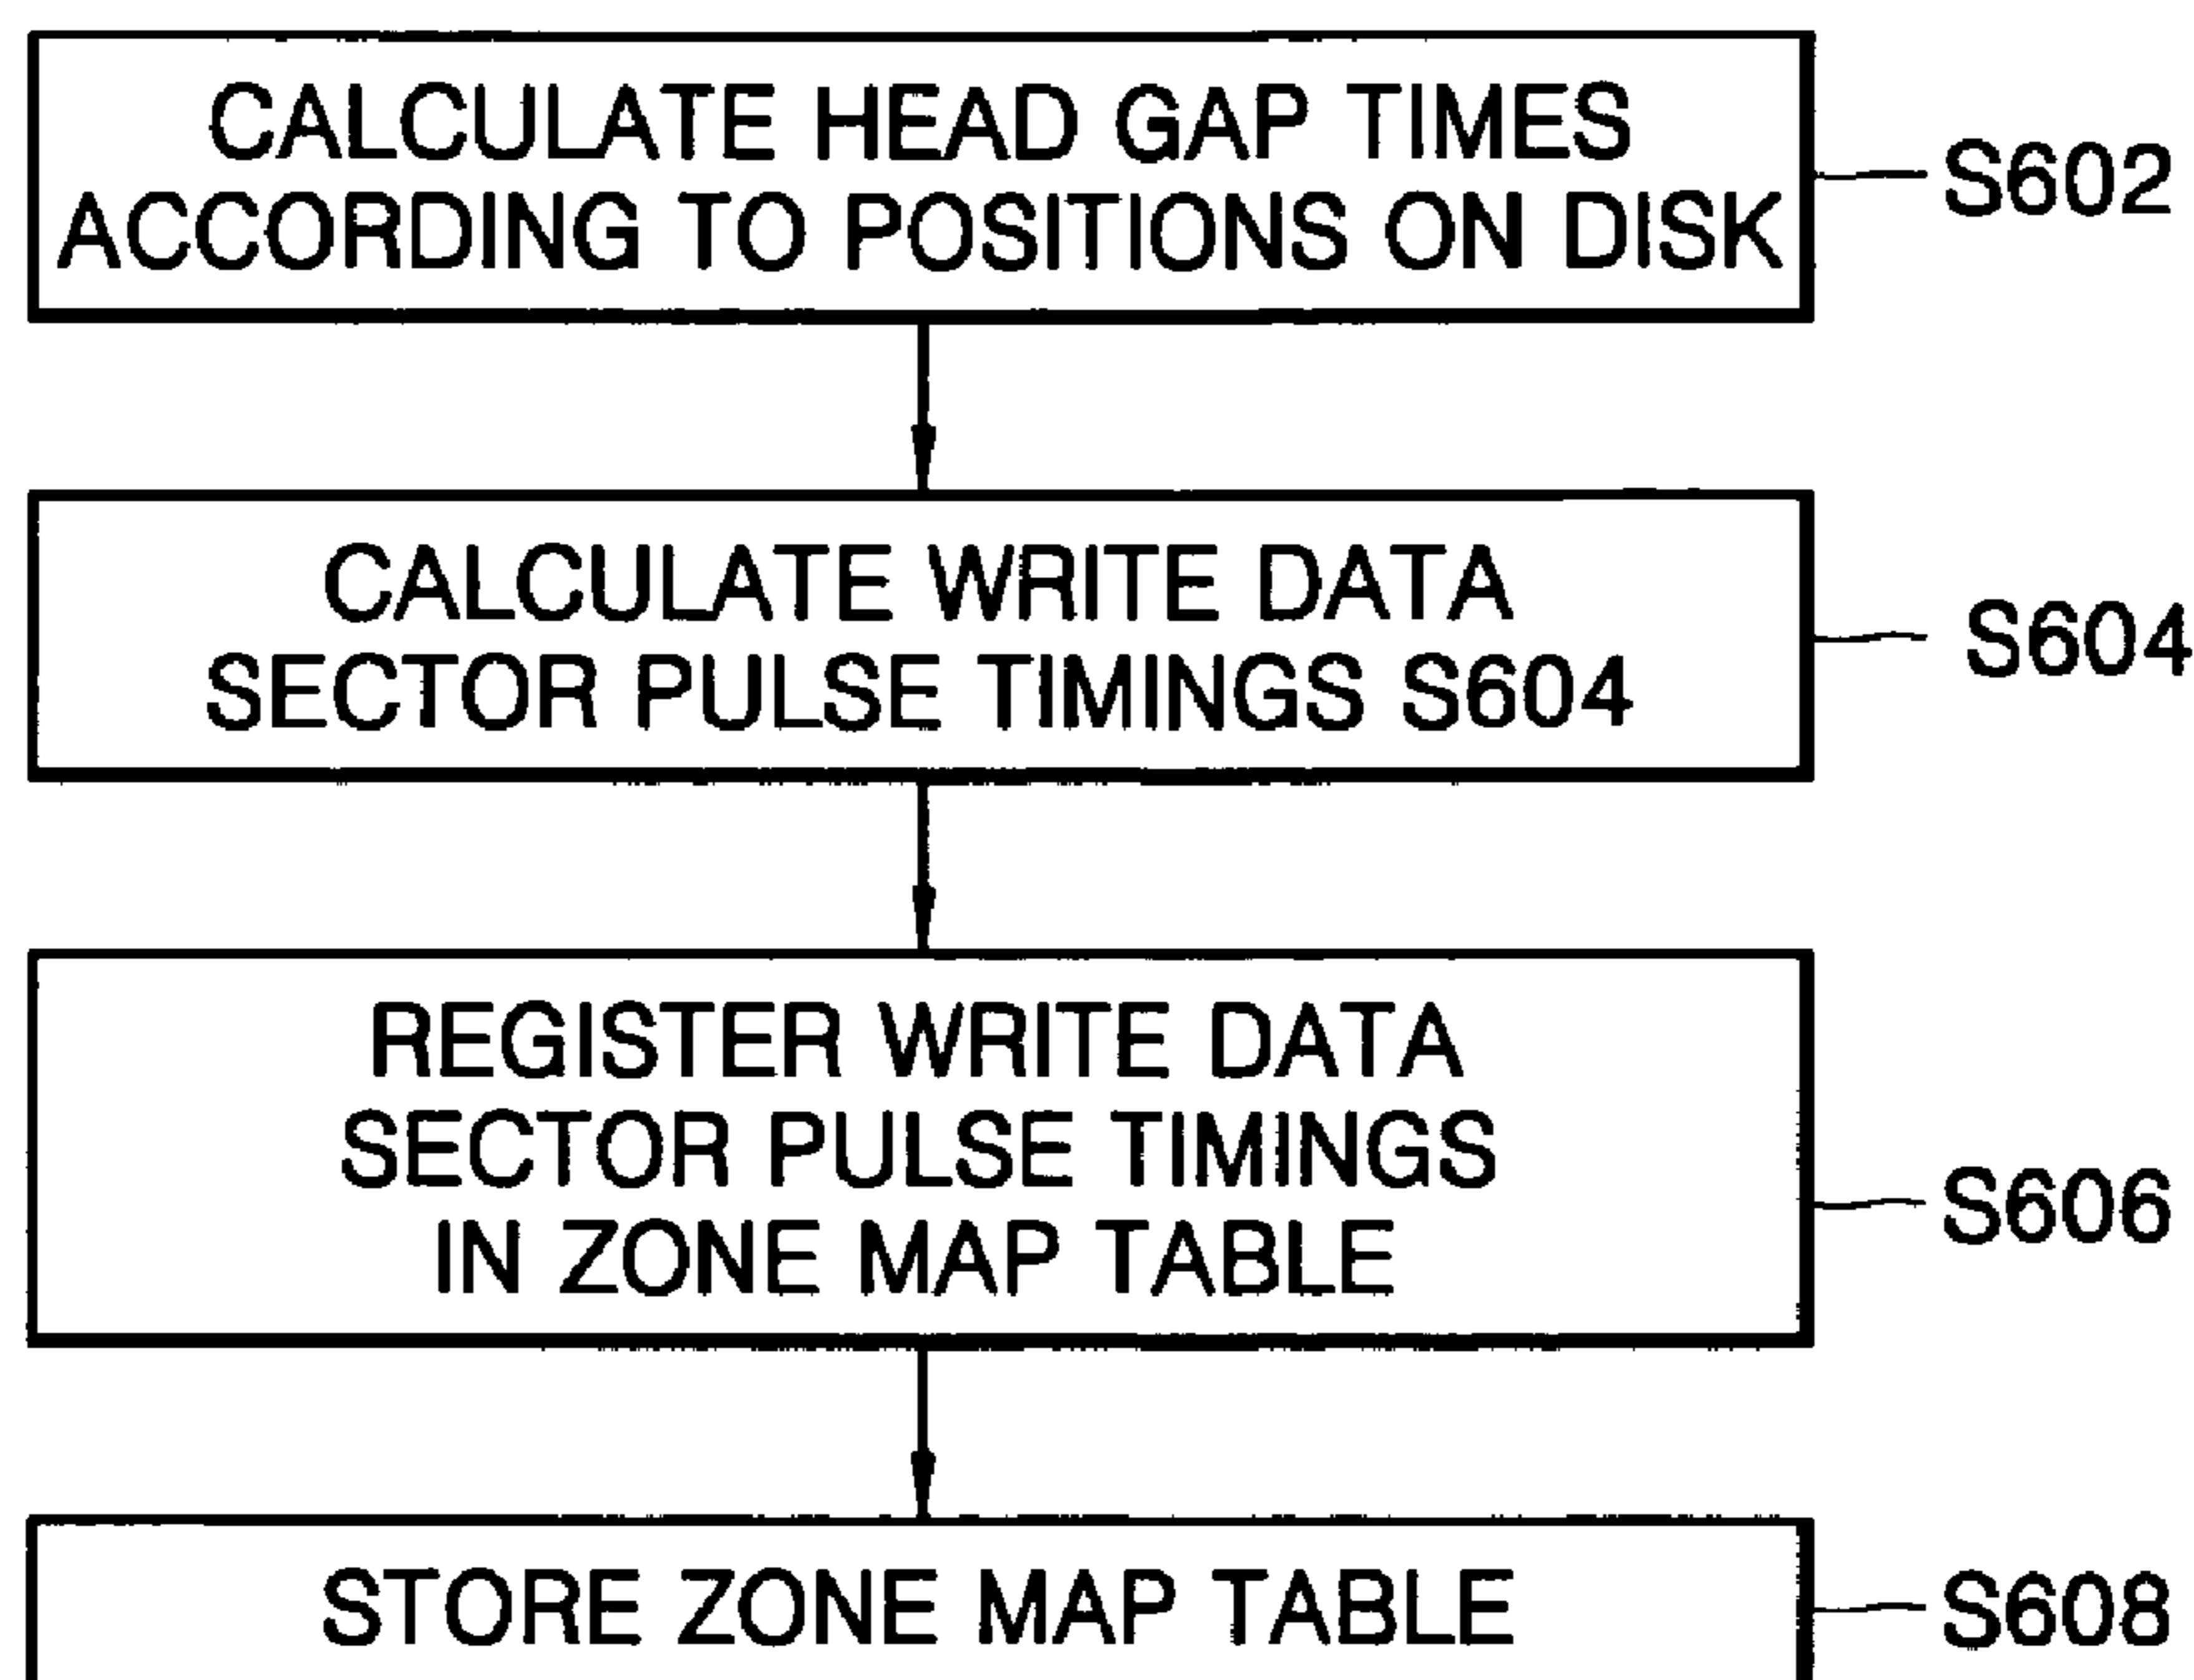 CALCULATE HEAD GAP TIMES
ACCORDING TO POSITIONS ON DISK
S602
CALCULATE WRITE DATA
SECTOR PULSE TIMINGS S604
S604
REGISTER WRITE DATA
SECTOR PULSE TIMINGS
IN ZONE MAP TABLE
S606
STORE ZONE MAP TABLE
S608